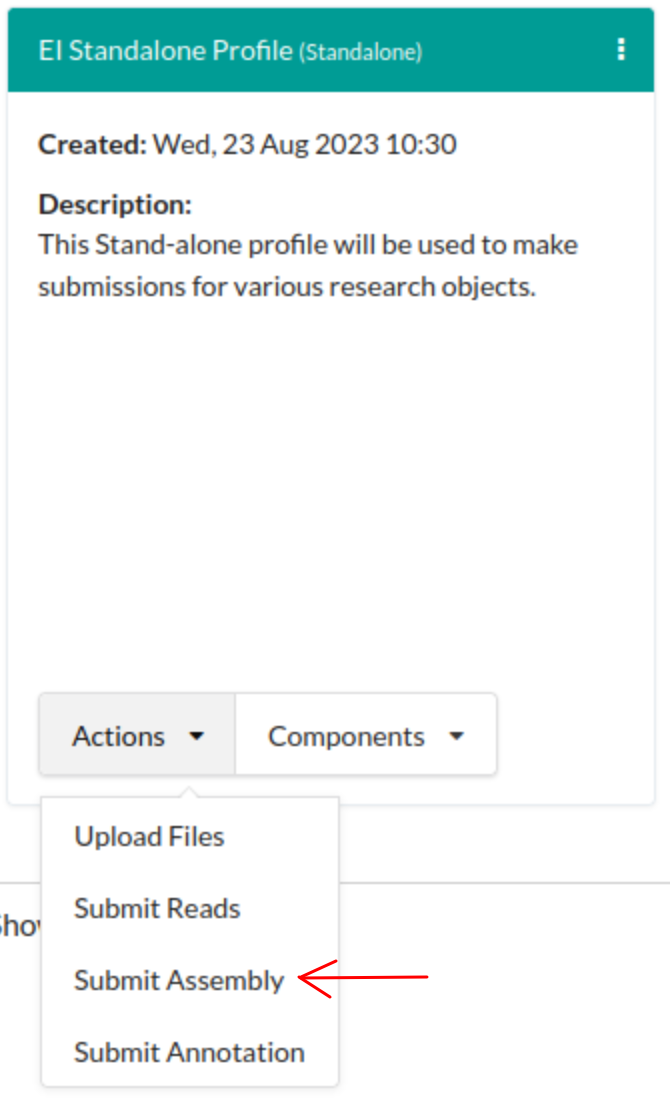 EI Standalone Profile (Standalone)
Created: Wed, 23 Aug 2023 10:30
Description:
This Stand-alone profile will be used to make
submissions for various research objects.
Actions
Components
Upload Files
Submit Reads
Submit Assembly
Submit Annotation